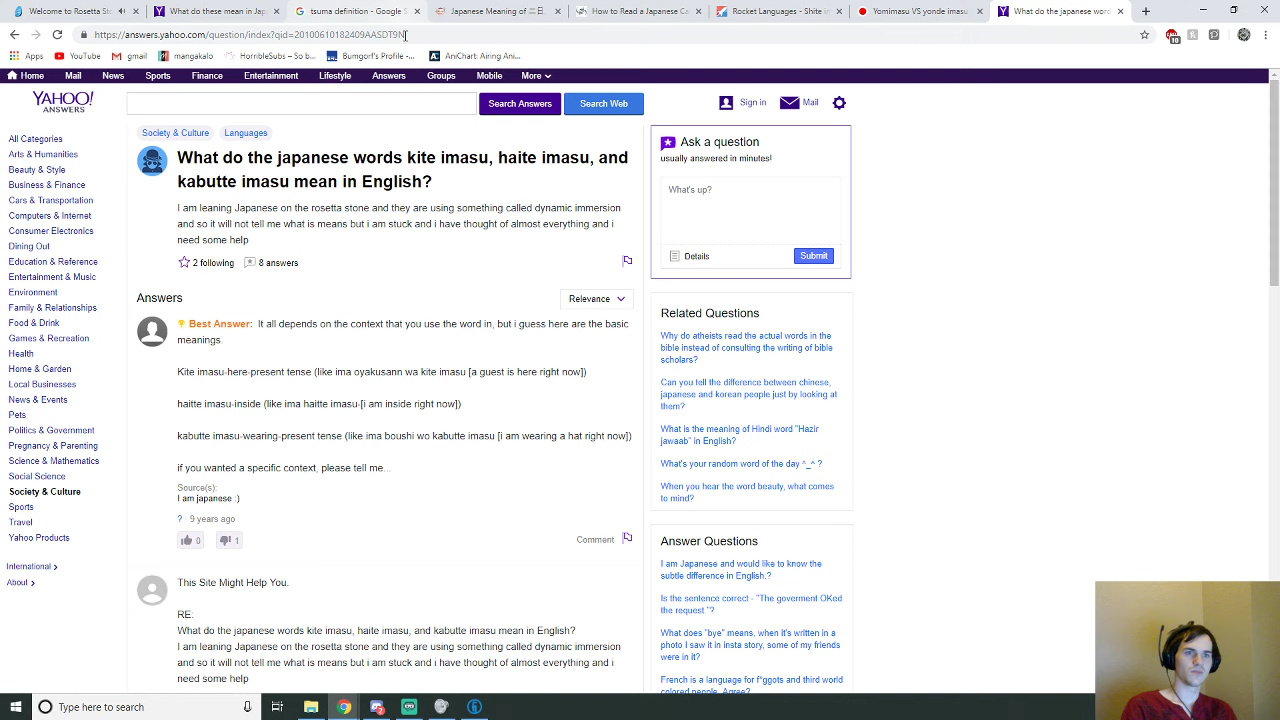 Welcome to Rosetta St
What do these mean in Jap
tsuma definition - Google S
Japanese Meaning of
How to Read a Japanese Ca
Rocket Languages - Shite in
Yomimasu VS yonde imasu
What do the japanese word
https://answers.yahoo.com/question/index?qid=20100610182409AASDT9N
10
Apps
YouTube
gmail
mangakalo
HorribleSubs – So b...
Bumgorf's Profile -...
AniChart: Airing Ani...
Home
Mail
News
Sports
Finance
Entertainment
Lifestyle
Answers
Groups
Mobile
More
YAHOO!
ANSWERS
Search Answers
Search Web
Sign in
Mail
All Categories
Arts & Humanities
Beauty & Style
Business & Finance
Cars & Transportation
Computers & Internet
Consumer Electronics
Dining Out
Education & Reference
Entertainment & Music
Environment
Family & Relationships
Food & Drink
Games & Recreation
Health
Home & Garden
Local Businesses
News & Events
Pets
Politics & Government
Pregnancy & Parenting
Science & Mathematics
Social Science
Society & Culture
Sports
Travel
Yahoo Products
International
About
Society & Culture
Languages
What do the japanese words kite imasu, haite imasu, and
kabutte imasu mean in English?
I am leaning Japanese on the rosetta stone and they are using something called dynamic immersion
and so it will not tell me what is means but i am stuck and i have thought of almost everything and i
need some help
2 following
8 answers
Answers
Relevance
Best Answer: It all depends on the context that you use the word in, but i guess here are the basic
meanings.
Kite imasu-here-present tense (like ima oyakusann wa kite imasu [a guest is here right now])
haitte imasu-inside (like ima haitte imasu-[i am inside right now])
kabutte imasu-wearing-present tense (like ima boushi wo kabutte imasu [i am wearing a hat right now])
if you wanted a specific context, please tell me...
Source(s):
I am japanese :)
? · 9 years ago
0
1
Comment
This Site Might Help You.
RE:
What do the japanese words kite imasu, haite imasu, and kabutte imasu mean in English?
I am leaning Japanese on the rosetta stone and they are using something called dynamic immersion
and so it will not tell me what is means but i am stuck and i have thought of almost everything and i
need some help
Ask a question
usually answered in minutes!
What's up?
Details
Submit
Related Questions
Why do atheists read the actual words in the
bible instead of consulting the writing of bible
scholars?
Can you tell the difference between chinese,
japanese and korean people just by looking at
them?
What is the meaning of Hindi word "Hazir
jawaab" in English?
What's your random word of the day ^_^ ?
When you hear the word beauty, what comes
to mind?
Answer Questions
I am Japanese and would like to know the
subtle difference in English.?
Is the sentence correct - "The goverment OKed
the request "?
What does "bye" means, when it's written in a
photo I saw it in insta story, some of my friends
were in it?
French is a language for f*ggots and third world
colored people. Agree?
Type here to search
2